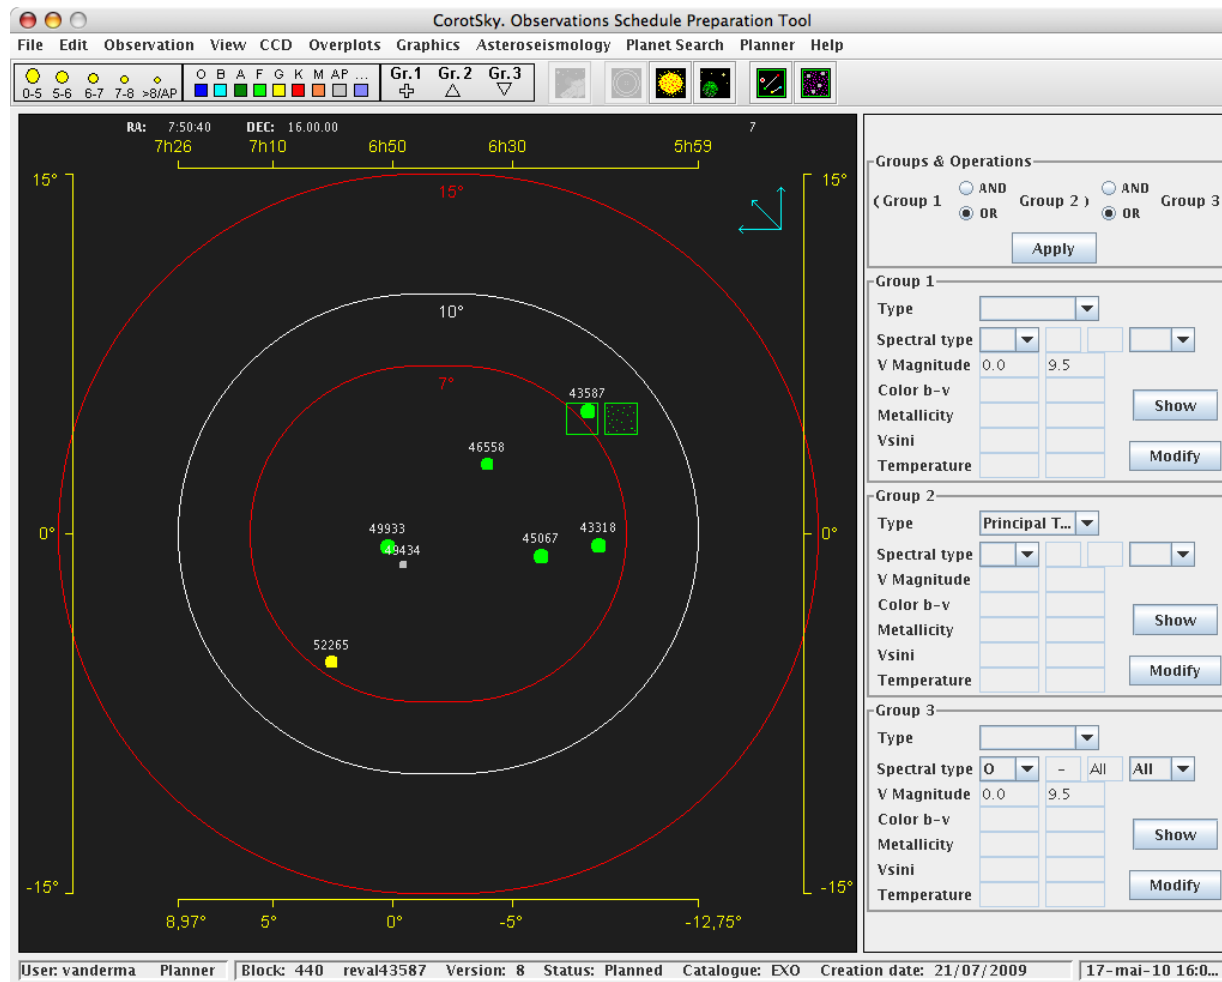 CorotSky. Observations Schedule Preparation Tool
File Edit Observation View CCD Overplots Graphics Asteroseismology Planet Search Planner Help
0-5 5-6 6-7 7-8 >8/AP O B A F G K M AP ... Gr.1 Gr.2 Gr.3
RA: 7:50:40 DEC: 16.00.00 7
7h26 7h10 6h50 6h30 5h59
15° 15°
15°
10°
7°
43587
46558
49933
49434
45067
43318
0° 0°
52265
-15° -15°
8,97° 5° 0° -5° -12,75°
Groups & Operations
( Group 1 AND OR Group 2 ) AND OR Group 3
Apply
Group 1
Type
Spectral type
V Magnitude 0.0 9.5
Color b-v
Metallicity
Show
Vsini
Modify
Temperature
Group 2
Type Principal T...
Spectral type
V Magnitude
Color b-v
Metallicity
Show
Vsini
Modify
Temperature
Group 3
Type
Spectral type O - All All
V Magnitude 0.0 9.5
Color b-v
Metallicity
Show
Vsini
Modify
Temperature
User: vanderma Planner Block: 440 reval43587 Version: 8 Status: Planned Catalogue: EXO Creation date: 21/07/2009 17-mai-10 16:0...